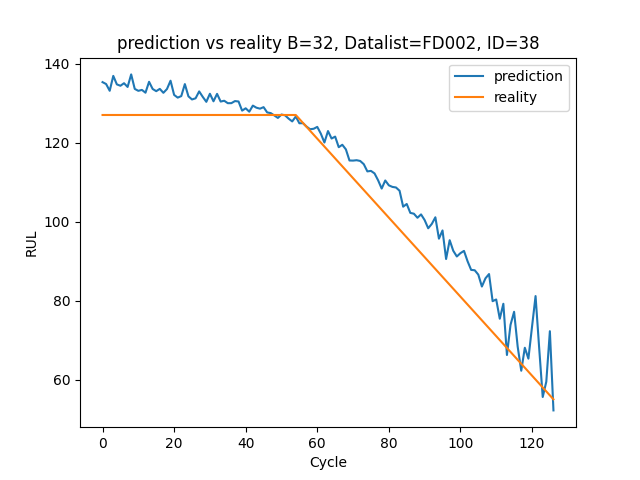 prediction vs reality B=32, Datalist=FD002, ID=38
prediction
reality
RUL
140
120
100
80
60
0 20 40 60 80 100 120
Cycle